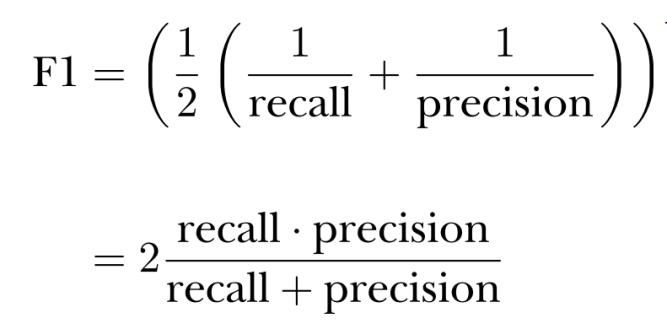 F1 = (1/2 (1/recall + 1/precision))
= 2 recall · precision / recall + precision